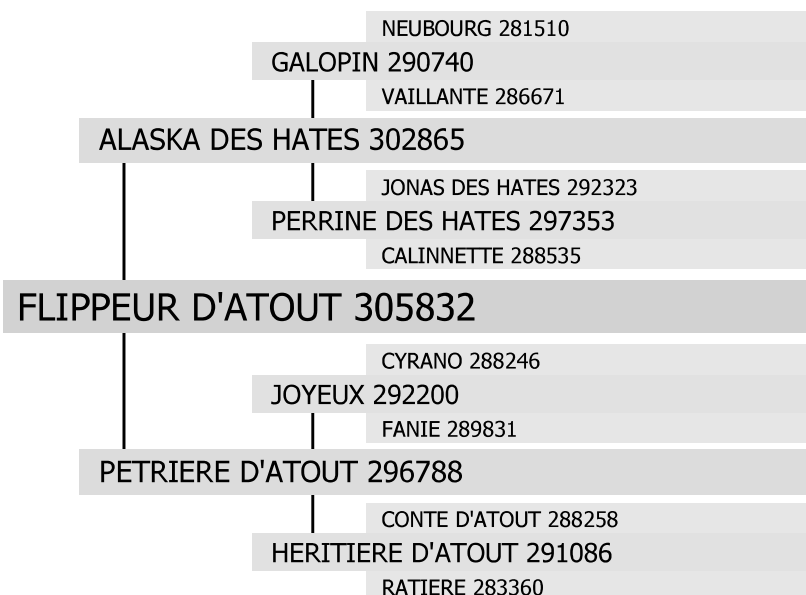 NEUBOURG 281510
GALOPIN 290740
VAILLANTE 286671
ALASKA DES HATES 302865
JONAS DES HATES 292323
PERRINE DES HATES 297353
CALINNETTE 288535
FLIPPEUR D'ATOUT 305832
CYRANO 288246
JOYEUX 292200
FANIE 289831
PETRIERE D'ATOUT 296788
CONTE D'ATOUT 288258
HERITIERE D'ATOUT 291086
RATIERE 283360